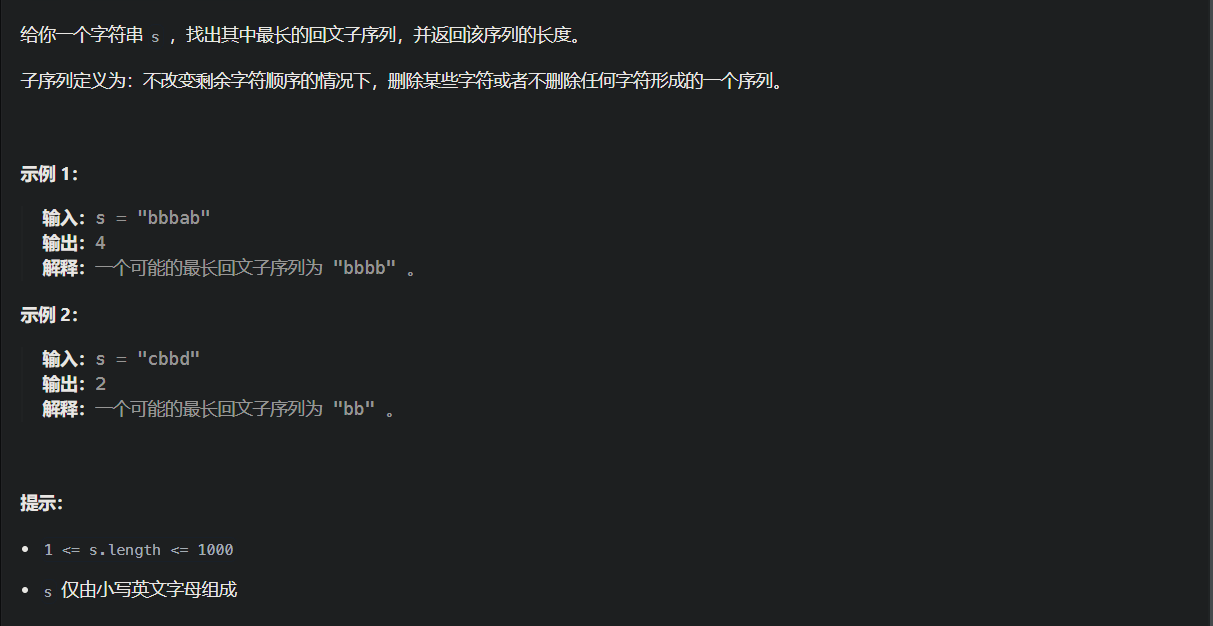 给你一个字符串 s ，找出其中最长的回文子序列，并返回该序列的长度。
子序列定义为：不改变剩余字符顺序的情况下，删除某些字符或者不删除任何字符形成的一个序列。
示例 1：
输入：s = "bbbab"
输出：4
解释：一个可能的最长回文子序列为 "bbbb" 。
示例 2：
输入：s = "cbbd"
输出：2
解释：一个可能的最长回文子序列为 "bb" 。
提示：
• 1 <= s.length <= 1000
• s 仅由小写英文字母组成